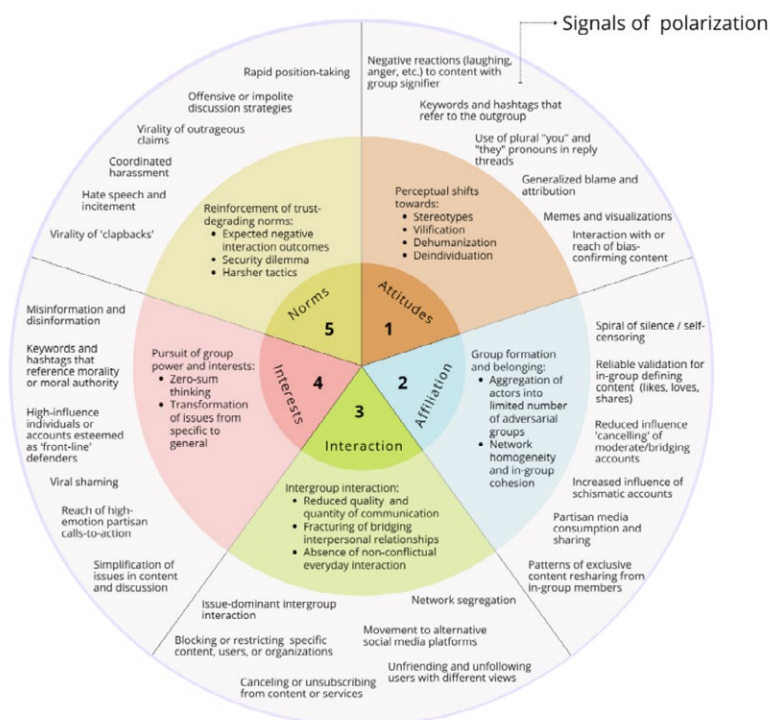 Signals of polarization
Negative reactions (laughing,
anger, etc.) to content with
group signifier
Keywords and hashtags that
refer to the outgroup
Use of plural "you" and
"they" pronouns in reply
threads
Generalized blame and
attribution
Memes and visualizations
Interaction with or
reach of bias-
confirming content
Perceptual shifts
towards:
• Stereotypes
• Vilification
• Dehumanization
• Deindividuation
Attitudes
1
Spiral of silence / self-
censoring
Reliable validation for
in-group defining
content (likes, loves,
shares)
Reduced influence
'cancelling' of
moderate/bridging
accounts
Increased influence of
schismatic accounts
Partisan media
consumption and
sharing
Patterns of exclusive
content resharing from
in-group members
Group formation
and belonging:
• Aggregation of
actors into
limited number
of adversarial
groups
• Network
homogeneity
and in-group
cohesion
Affiliation
2
3
Interaction
Intergroup interaction:
• Reduced quality and
quantity of communication
• Fracturing of bridging
interpersonal relationships
• Absence of non-conflictual
everyday interaction
Network segregation
Issue-dominant intergroup
interaction
Movement to alternative
social media platforms
Blocking or restricting specific
content, users, or organizations
Unfriending and unfollowing
users with different views
Canceling or unsubscribing
from content or services
Interests
4
Pursuit of group
power and interests:
• Zero-sum
thinking
• Transformation
of issues from
specific to
general
Misinformation and
disinformation
Keywords and
hashtags that
reference morality
or moral authority
High-influence
individuals or
accounts esteemed
as 'front-line'
defenders
Viral shaming
Reach of high-
emotion partisan
calls-to-action
Simplification of
issues in content
and discussion
Norms
5
Reinforcement of trust-
degrading norms:
• Expected negative
interaction outcomes
• Security dilemma
• Harsher tactics
Rapid position-taking
Offensive or impolite
discussion strategies
Virality of outrageous
claims
Coordinated
harassment
Hate speech and
incitement
Virality of 'clapbacks'